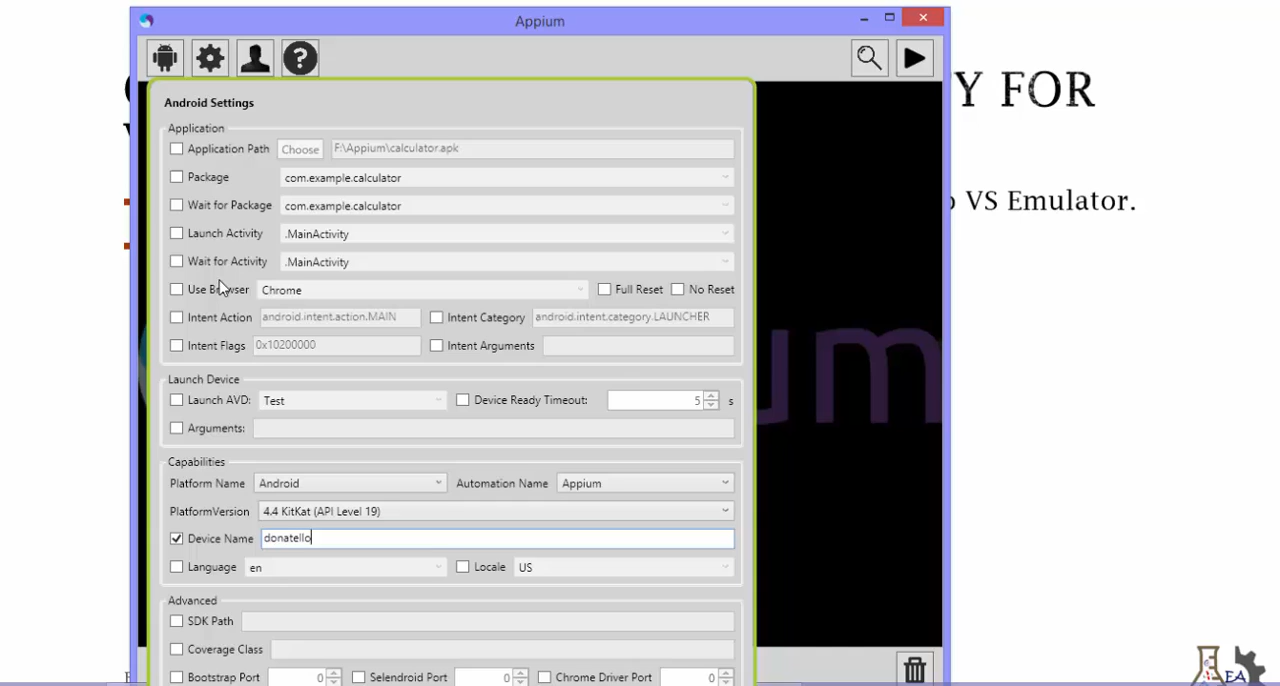 Appium
Y FOR
VS Emulator.
Android Settings
Application
Application Path Choose F:\Appium\calculator.apk
Package com.example.calculator
Wait for Package com.example.calculator
Launch Activity .MainActivity
Wait for Activity .MainActivity
Use Browser Chrome Full Reset No Reset
Intent Action android.intent.action.MAIN Intent Category android.intent.category.LAUNCHER
Intent Flags 0x10200000 Intent Arguments
Launch Device
Launch AVD: Test Device Ready Timeout: 5 s
Arguments:
Capabilities
Platform Name Android Automation Name Appium
PlatformVersion 4.4 KitKat (API Level 19)
Device Name donatello
Language en Locale US
Advanced
SDK Path
Coverage Class
Bootstrap Port 0 Selendroid Port 0 Chrome Driver Port 0
um
EA